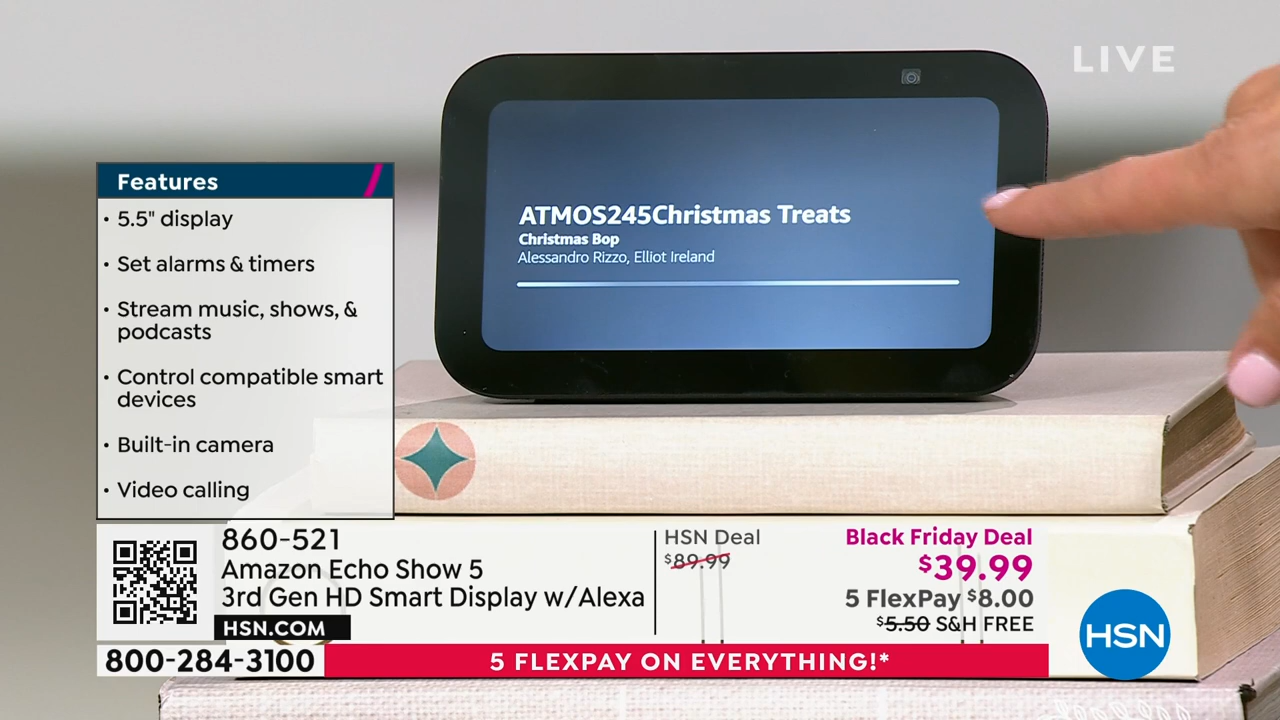 LIVE
ATMOS245Christmas Treats
Christmas Bop
Alessandro Rizzo, Elliot Ireland
Features
· 5.5" display
· Set alarms & timers
· Stream music, shows, &
podcasts
· Control compatible smart
devices
· Built-in camera
· Video calling
860-521
Amazon Echo Show 5
3rd Gen HD Smart Display w/Alexa
HSN.COM
HSN Deal
$89.99
Black Friday Deal
$39.99
5 FlexPay $8.00
$5.50 S&H FREE
HSN
800-284-3100
5 FLEXPAY ON EVERYTHING!*